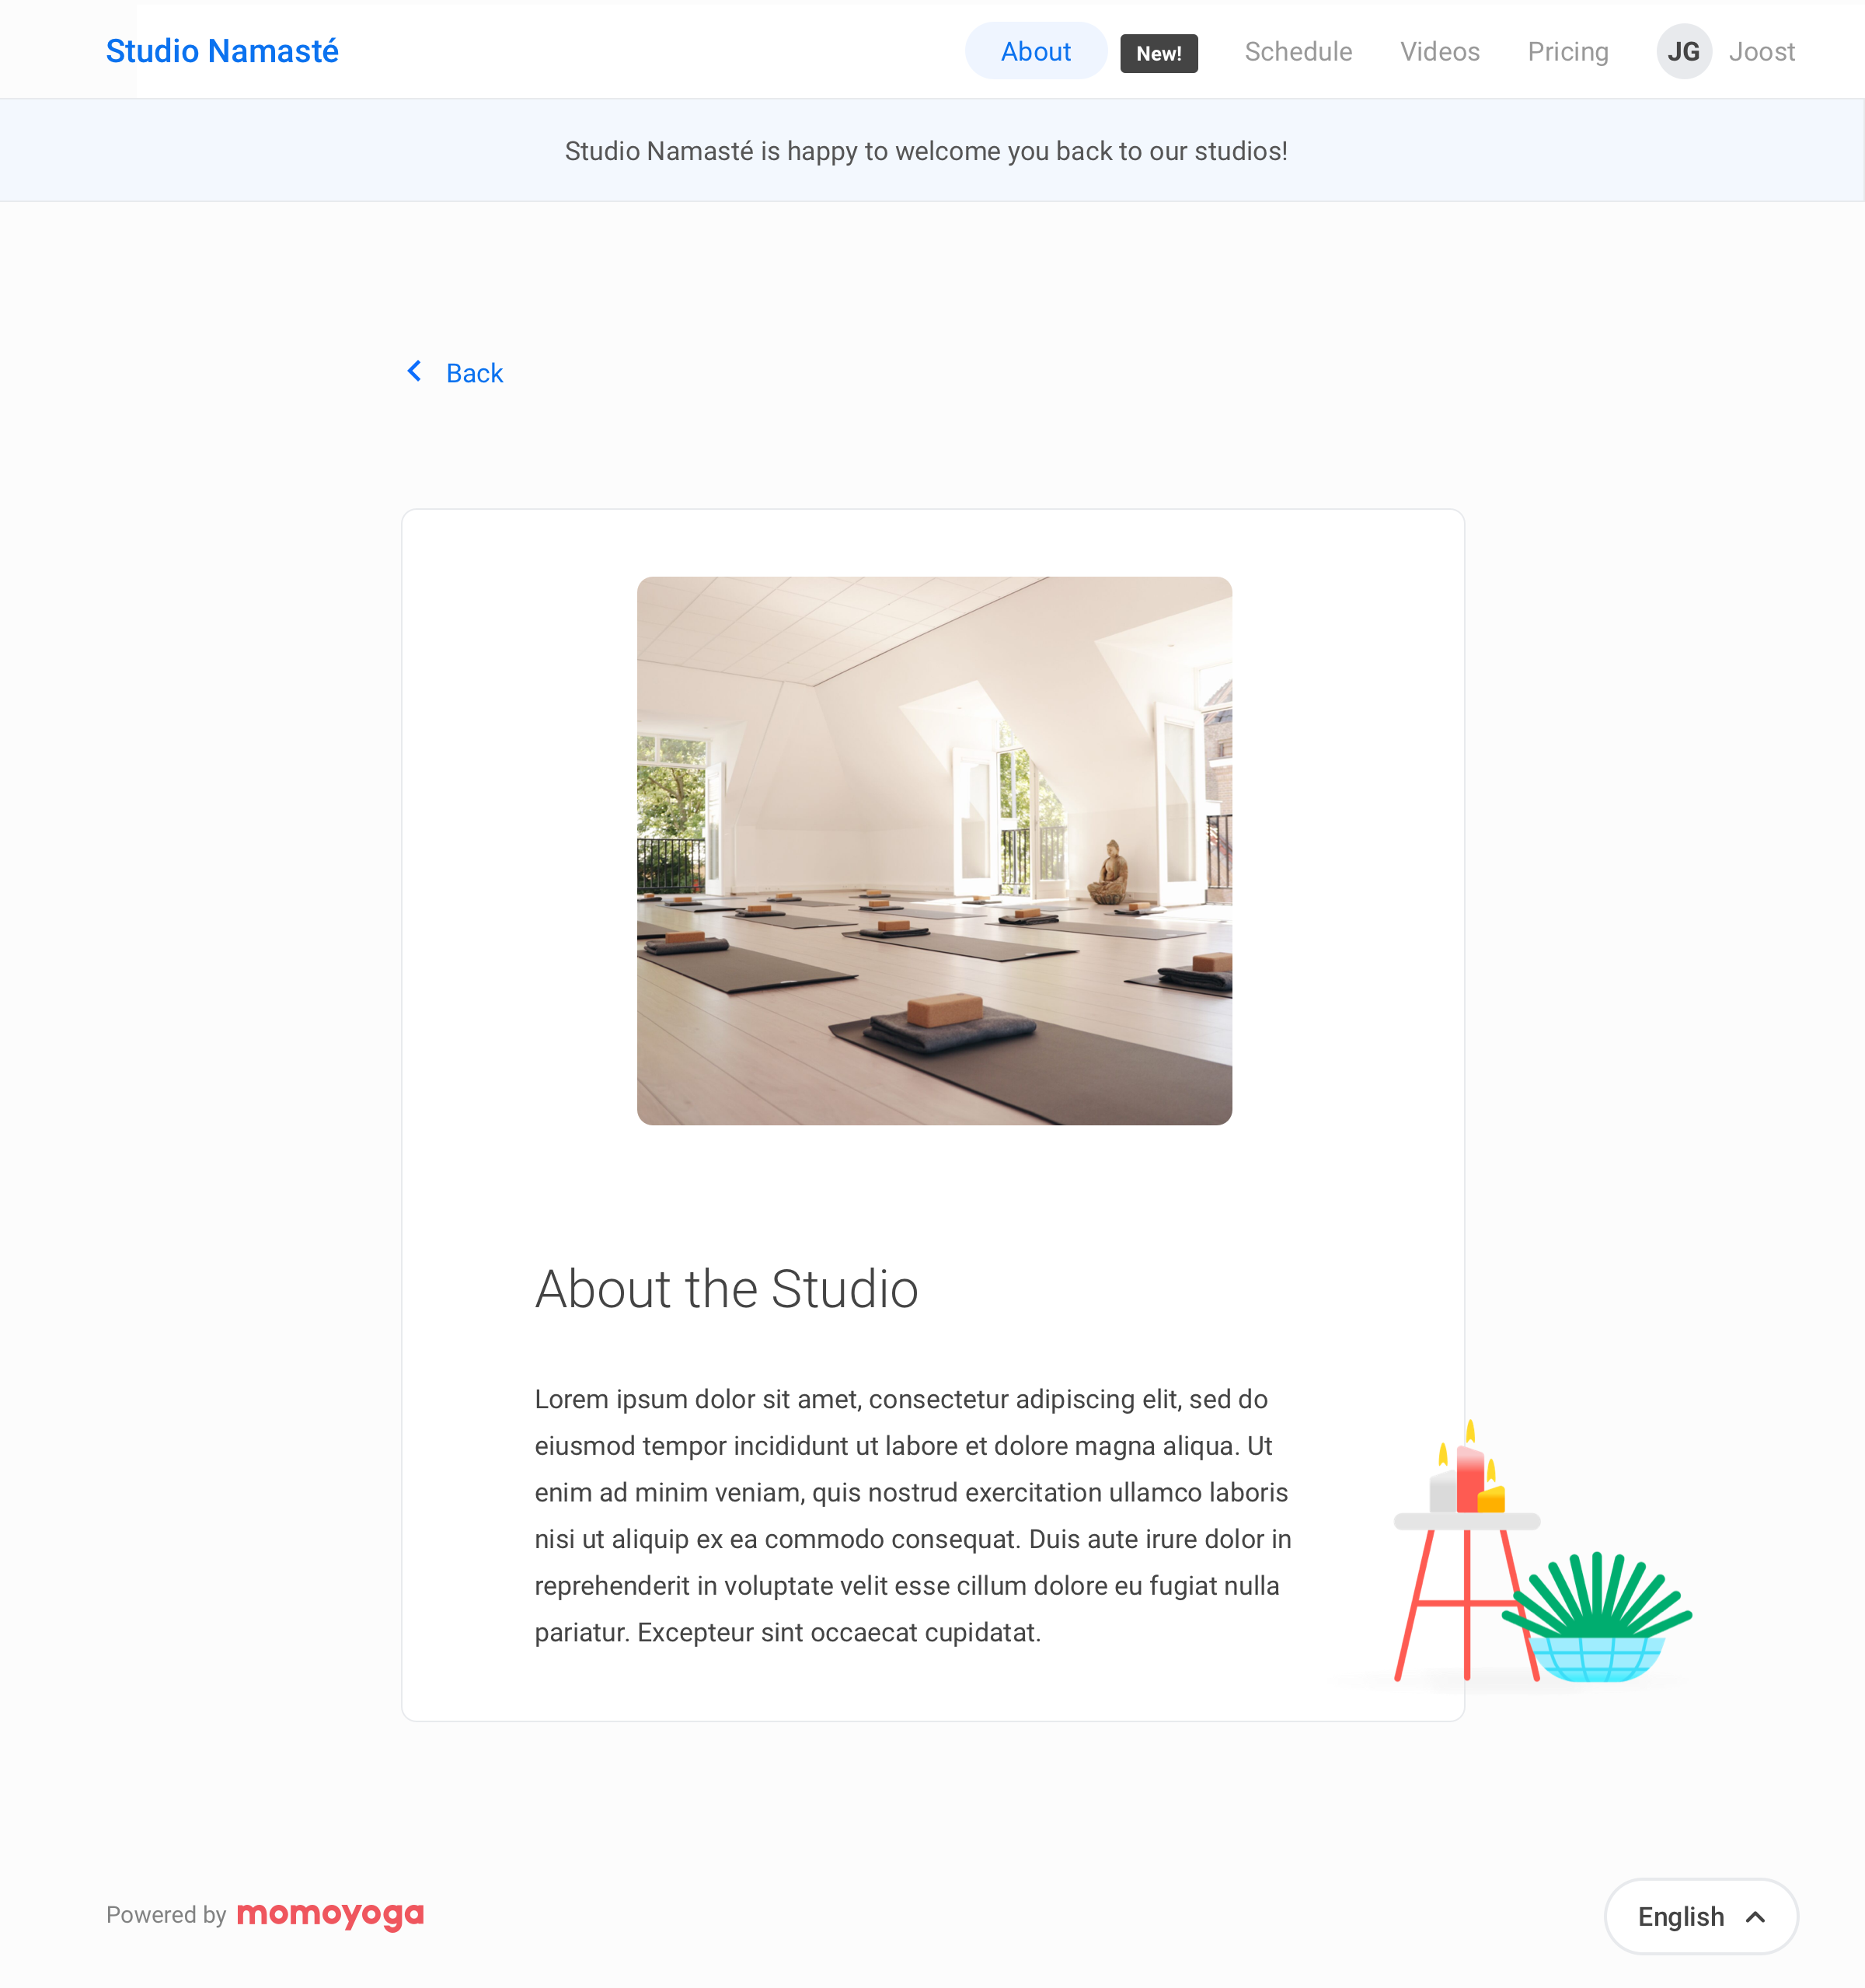 Studio Namasté
About
New!
Schedule
Videos
Pricing
JG
Joost
Studio Namasté is happy to welcome you back to our studios!
Back
About the Studio
Lorem ipsum dolor sit amet, consectetur adipiscing elit, sed do
eiusmod tempor incididunt ut labore et dolore magna aliqua. Ut
enim ad minim veniam, quis nostrud exercitation ullamco laboris
nisi ut aliquip ex ea commodo consequat. Duis aute irure dolor in
reprehenderit in voluptate velit esse cillum dolore eu fugiat nulla
pariatur. Excepteur sint occaecat cupidatat.
Powered by momoyoga
English